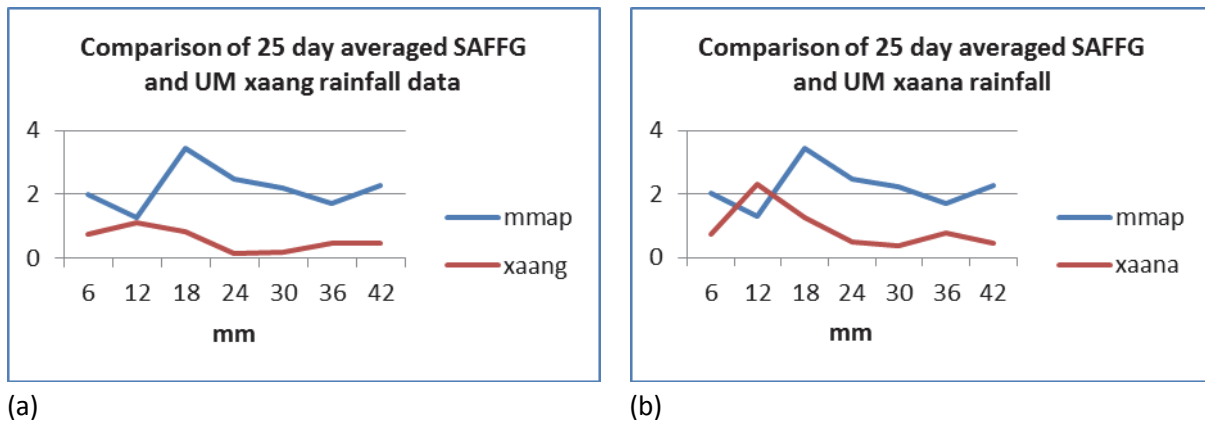 Comparison of 25 day averaged SAFFG
and UM xaang rainfall data
4
2
0
6 12 18 24 30 36 42
mm
mmap
xaang
(a)
Comparison of 25 day averaged SAFFG
and UM xaana rainfall
4
2
0
6 12 18 24 30 36 42
mm
mmap
xaana
(b)